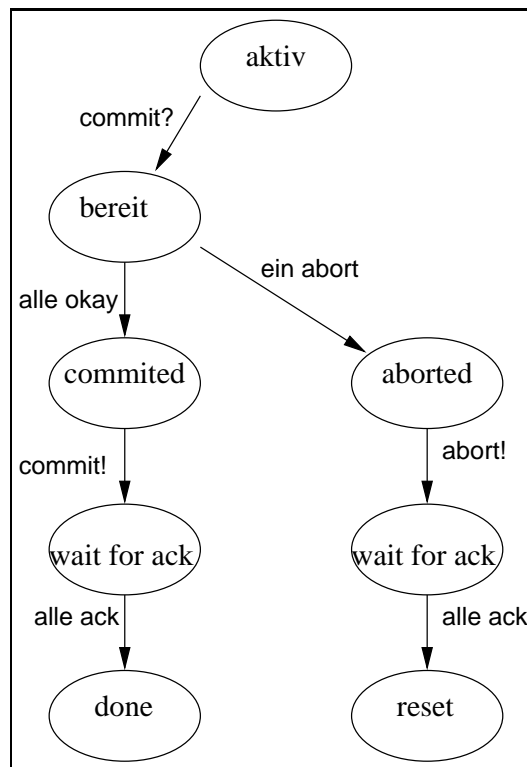 aktiv
commit?
bereit
ein abort
alle okay
commited
aborted
commit!
abort!
wait for ack
wait for ack
alle ack
alle ack
done
reset